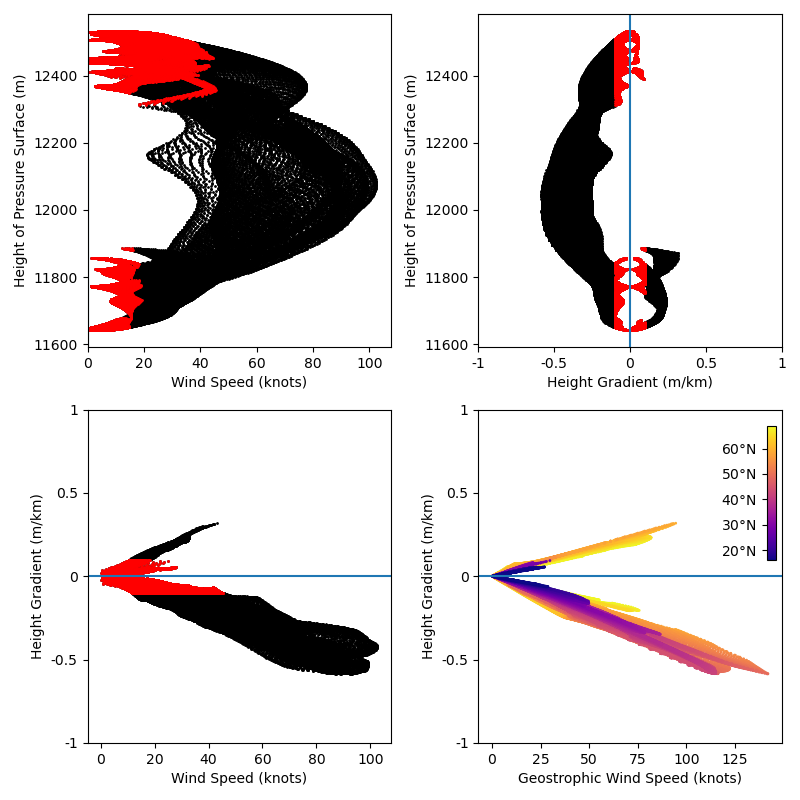 Height of Pressure Surface (m)
12400
12200
12000
11800
11600
0 20 40 60 80 100
Wind Speed (knots)
Height of Pressure Surface (m)
12400
12200
12000
11800
11600
-1 -0.5 0 0.5 1
Height Gradient (m/km)
Height Gradient (m/km)
1
0.5
0
-0.5
-1
0 20 40 60 80 100
Wind Speed (knots)
Height Gradient (m/km)
1
0.5
0
-0.5
-1
0 25 50 75 100 125
Geostrophic Wind Speed (knots)
60°N
50°N
40°N
30°N
20°N